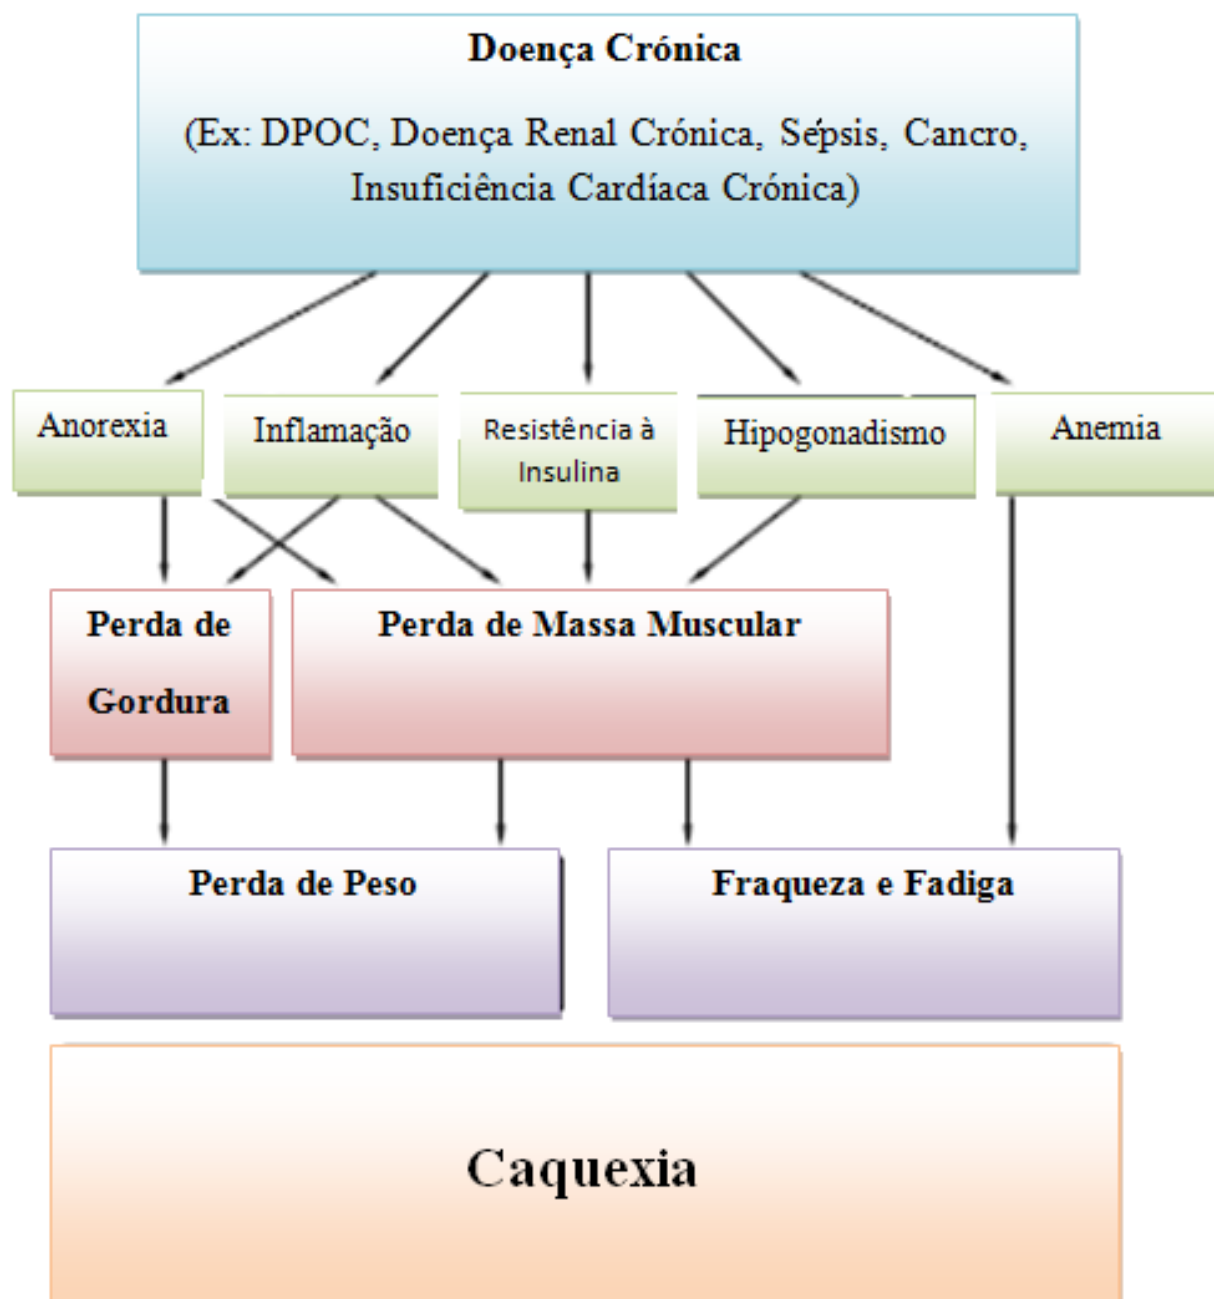 Doença Crónica
(Ex: DPOC, Doença Renal Crónica, Sépsis, Cancro,
Insuficiência Cardíaca Crónica)
Anorexia
Inflamação
Resistência à
Insulina
Hipogonadismo
Anemia
Perda de
Gordura
Perda de Massa Muscular
Perda de Peso
Fraqueza e Fadiga
Caquexia